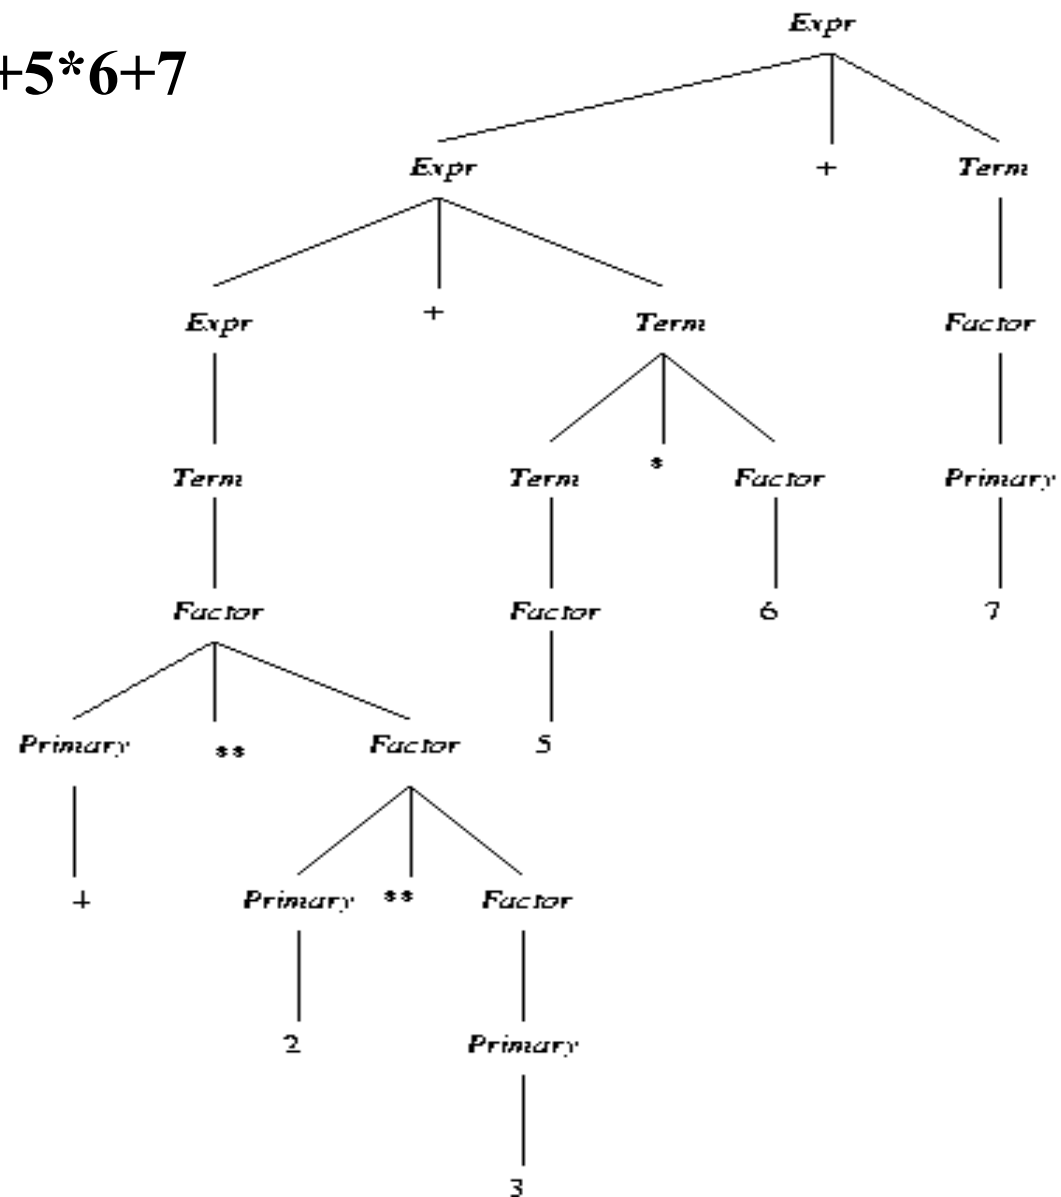 Expr
+5*6+7
Expr + Term
Expr + Term Factor
Term Term * Factor Primary
Factor Factor 6 7
Primary ** Factor 5
4 Primary ** Factor
2 Primary
3